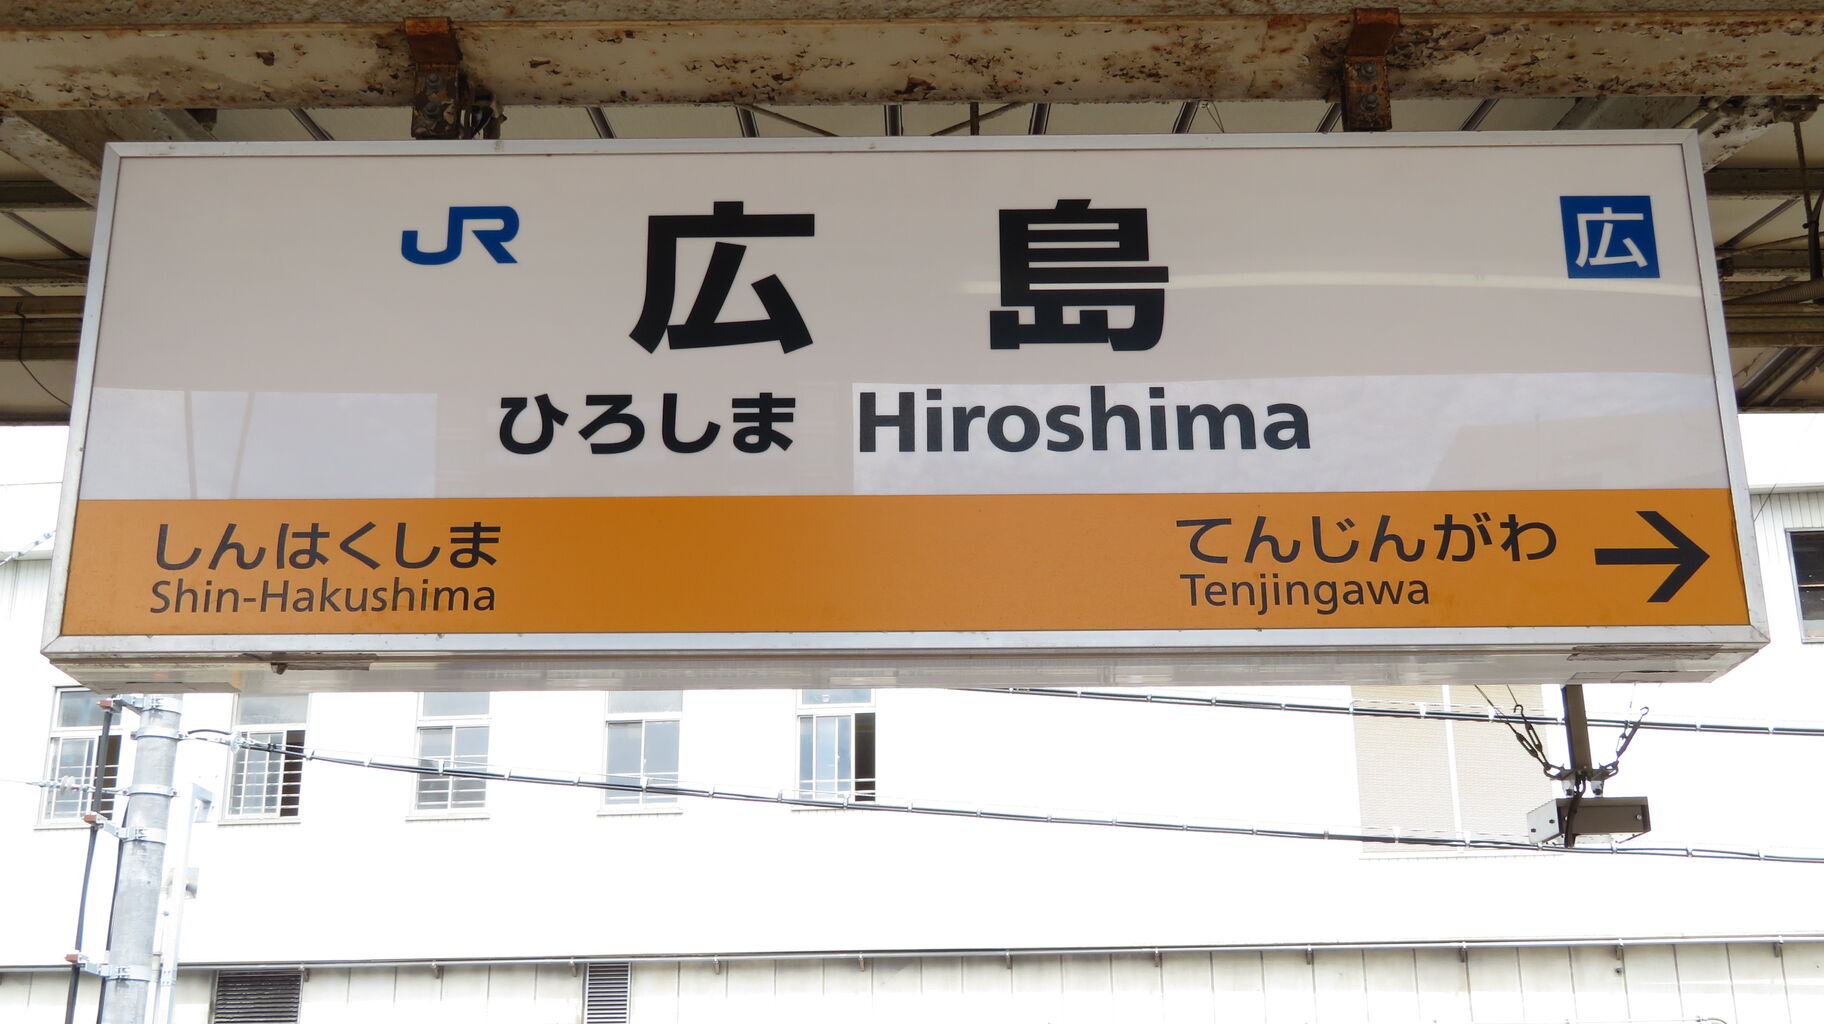 JR 広島 広
ひろしま Hiroshima
しんはくしま てんじんがわ →
Shin-Hakushima Tenjingawa